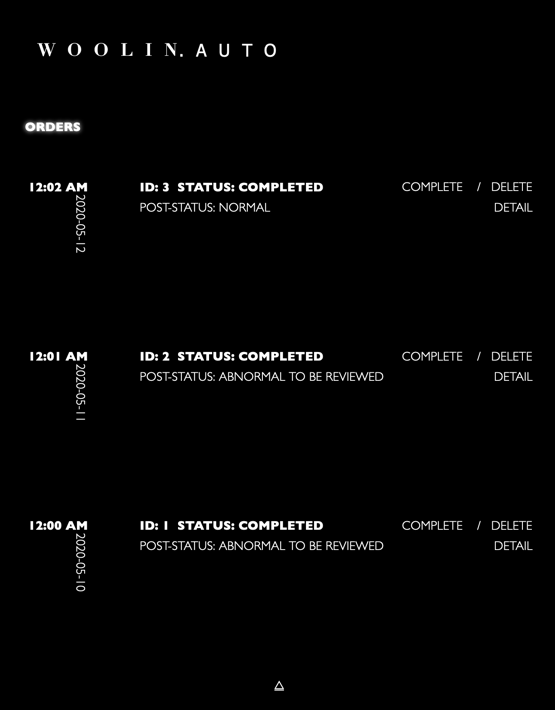 WOOLIN. AUTO
ORDERS
12:02 AM ID: 3 STATUS: COMPLETED COMPLETE / DELETE
2020-05-12
POST-STATUS: NORMAL DETAIL
12:01 AM ID: 2 STATUS: COMPLETED COMPLETE / DELETE
2020-05-11
POST-STATUS: ABNORMAL TO BE REVIEWED DETAIL
12:00 AM ID: 1 STATUS: COMPLETED COMPLETE / DELETE
2020-05-10
POST-STATUS: ABNORMAL TO BE REVIEWED DETAIL